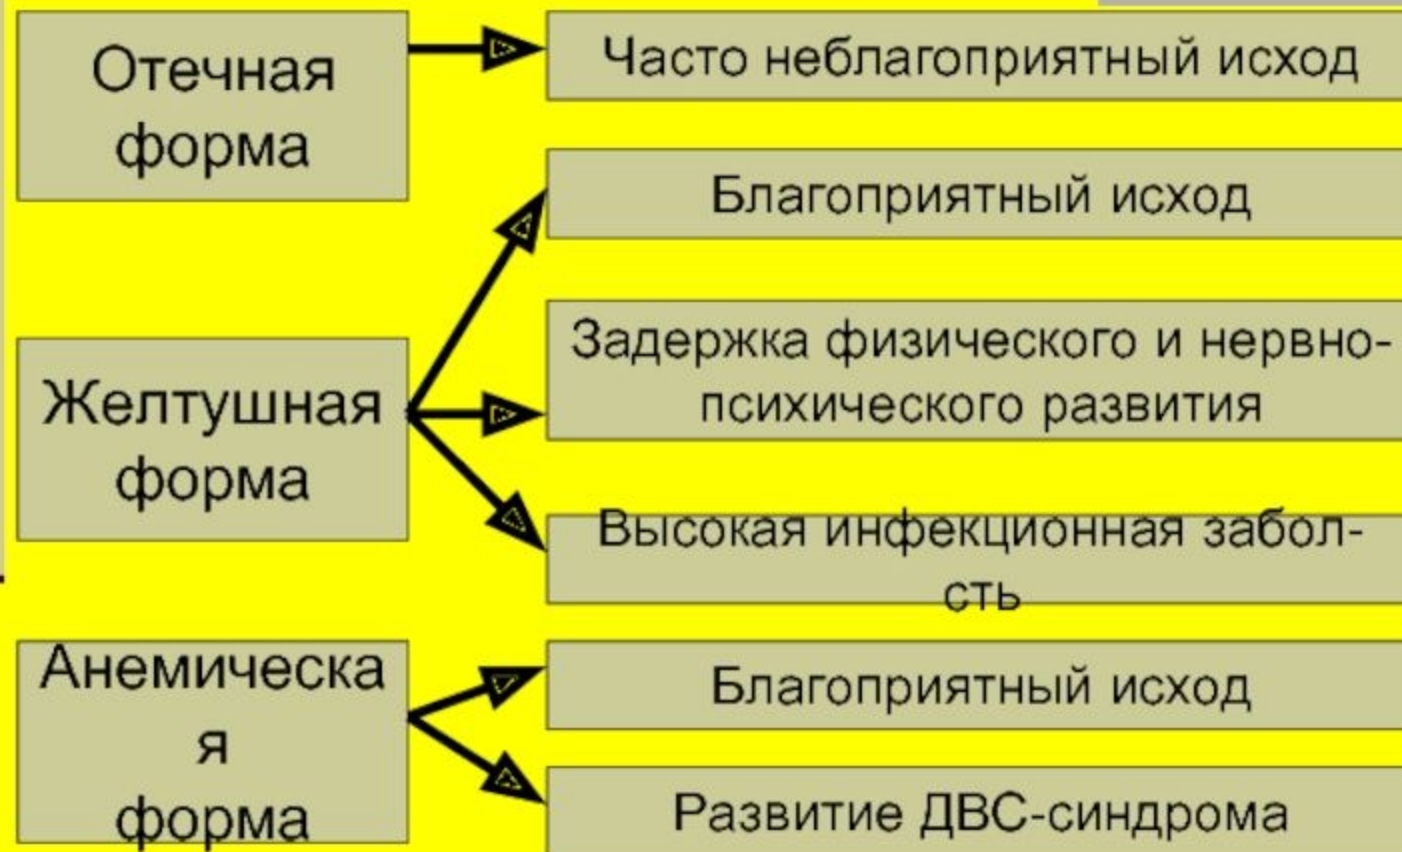 Отечная
форма
Часто неблагоприятный исход
Желтушная
форма
Благоприятный исход
Задержка физического и нервно-
психического развития
Высокая инфекционная забол-
сть
Анемическа
я
форма
Благоприятный исход
Развитие ДВС-синдрома